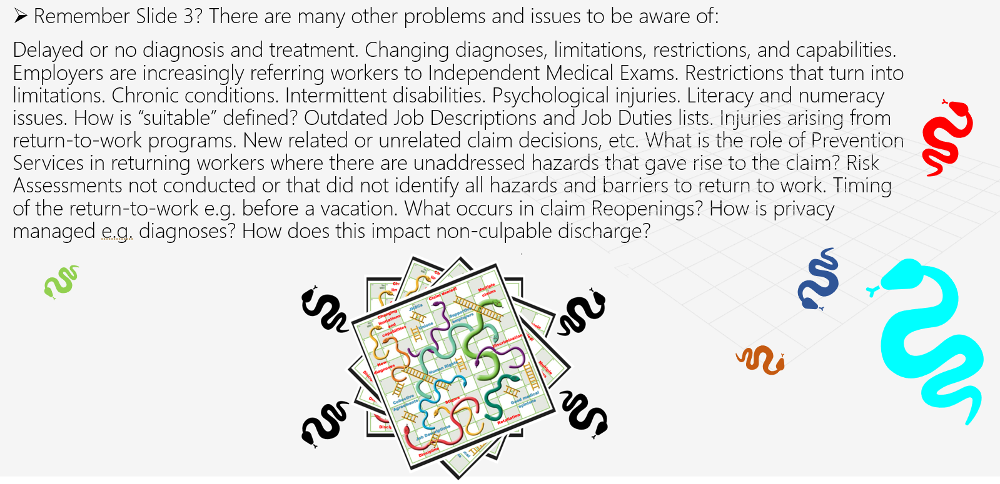 ➢ Remember Slide 3? There are many other problems and issues to be aware of:
Delayed or no diagnosis and treatment. Changing diagnoses, limitations, restrictions, and capabilities.
Employers are increasingly referring workers to Independent Medical Exams. Restrictions that turn into
limitations. Chronic conditions. Intermittent disabilities. Psychological injuries. Literacy and numeracy
issues. How is “suitable” defined? Outdated Job Descriptions and Job Duties lists. Injuries arising from
return-to-work programs. New related or unrelated claim decisions, etc. What is the role of Prevention
Services in returning workers where there are unaddressed hazards that gave rise to the claim? Risk
Assessments not conducted or that did not identify all hazards and barriers to return to work. Timing
of the return-to-work e.g. before a vacation. What occurs in claim Reopenings? How is privacy
managed e.g. diagnoses? How does this impact non-culpable discharge?
Claim denied!
Multiple
claims
JHSCs
Supportive
employers
Changing
limitations
and
capabilities
Unions
Discrimination
New
diagnoses
Human Rights
Multiple
Collective
Agreements
Stigma
Good medical
opinions
Retaliation
Job Descriptions
Discipline